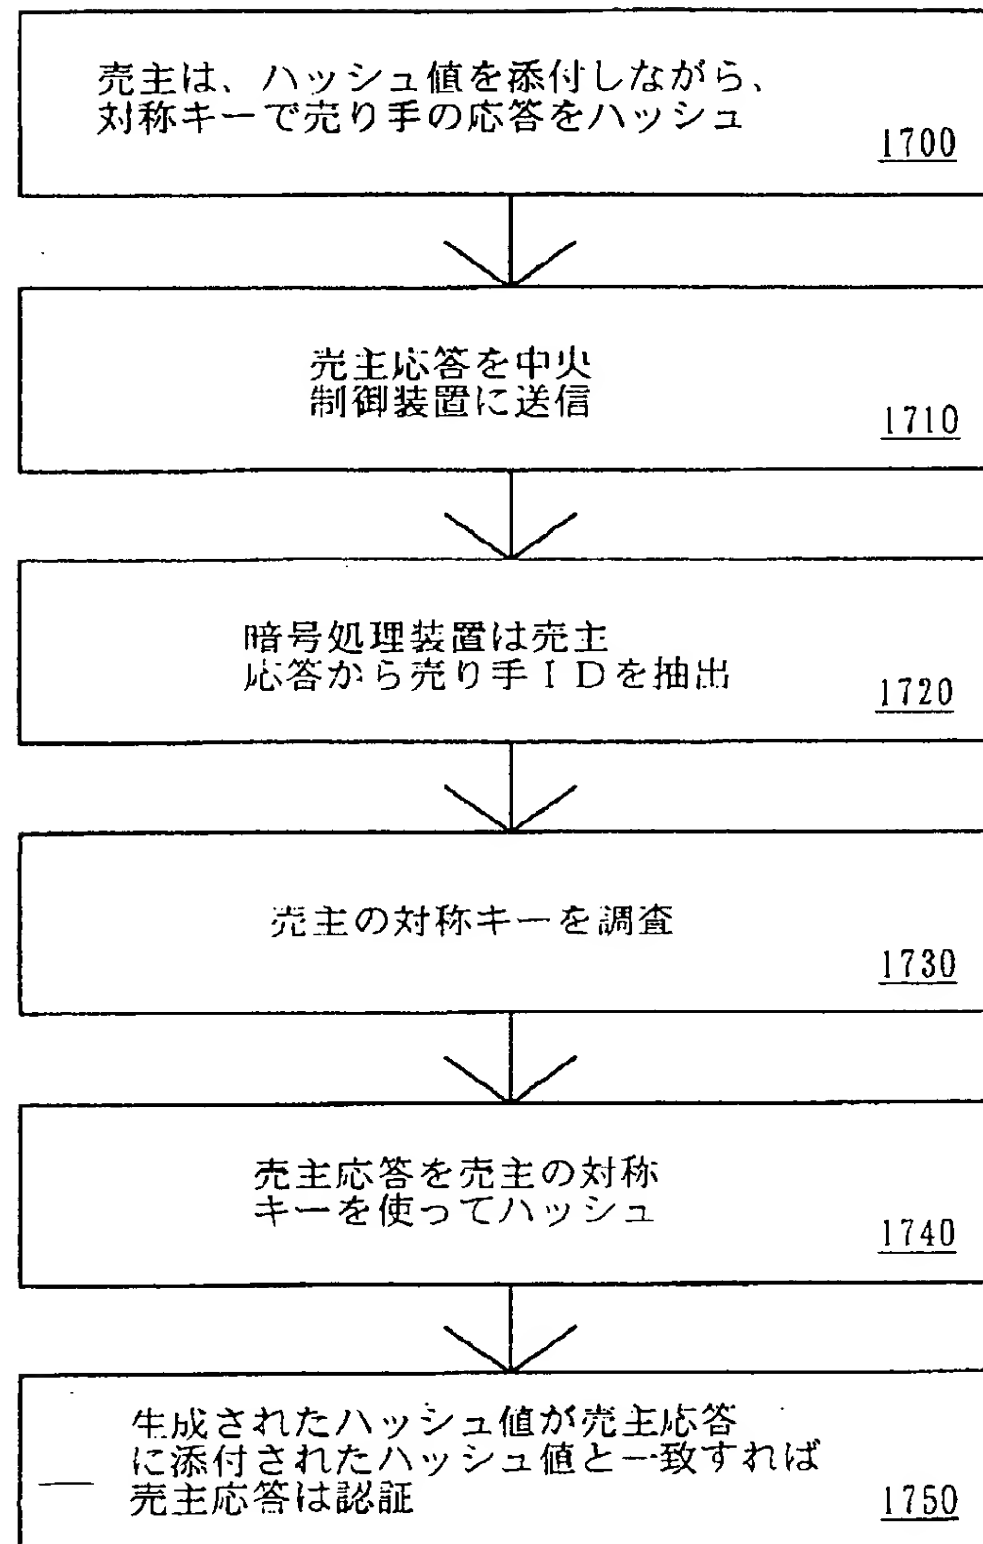 売主は、ハッシュ値を添付しながら、
対称キーで売り手の応答をハッシュ
1700
売主応答を中央
制御装置に送信
1710
暗号処理装置は売主
応答から売り手ＩＤを抽出
1720
売主の対称キーを調査
1730
売主応答を売主の対称
キーを使ってハッシュ
1740
生成されたハッシュ値が売主応答
に添付されたハッシュ値と一致すれば
売主応答は認証
1750